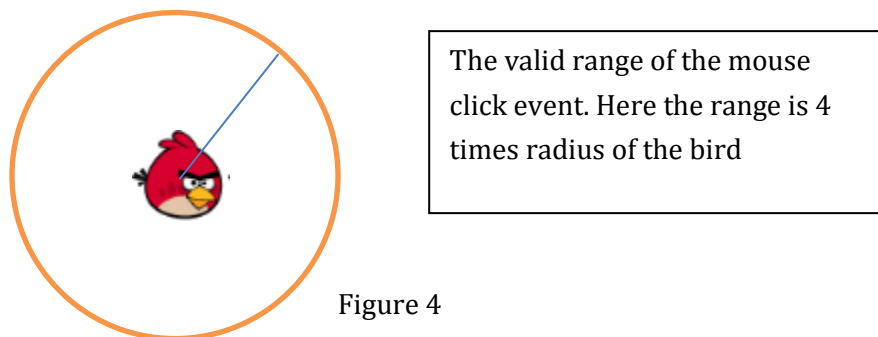 The valid range of the mouse
click event. Here the range is 4
times radius of the bird
Figure 4